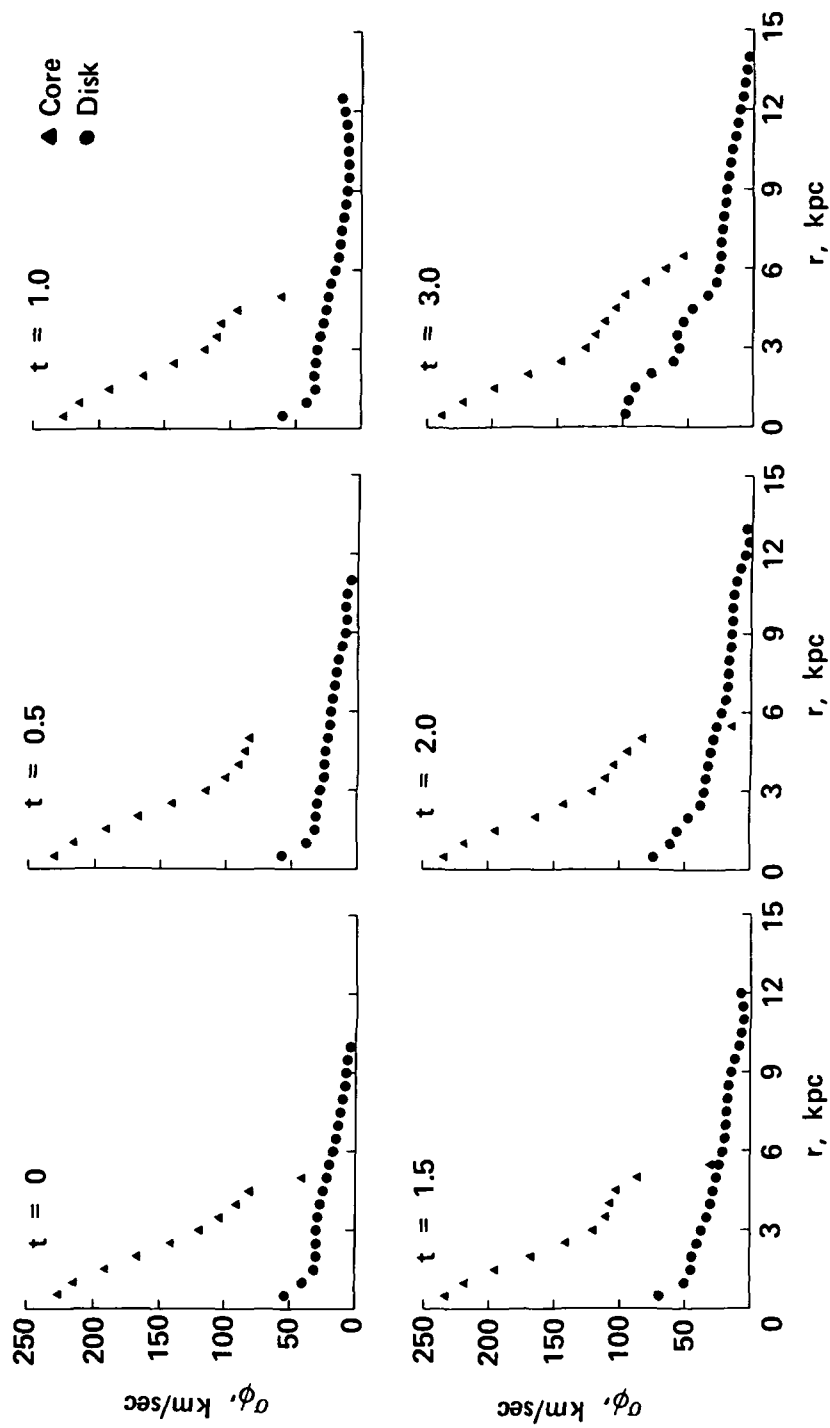 t = 0
t = 0.5
t = 1.0
▲ Core
● Disk
250
200
150
100
50
0
σϕ, km/sec
t = 1.5
t = 2.0
t = 3.0
250
200
150
100
50
0
σϕ, km/sec
0 3 6 9 12 15
r, kpc
0 3 6 9 12 15
r, kpc
0 3 6 9 12 15
r, kpc